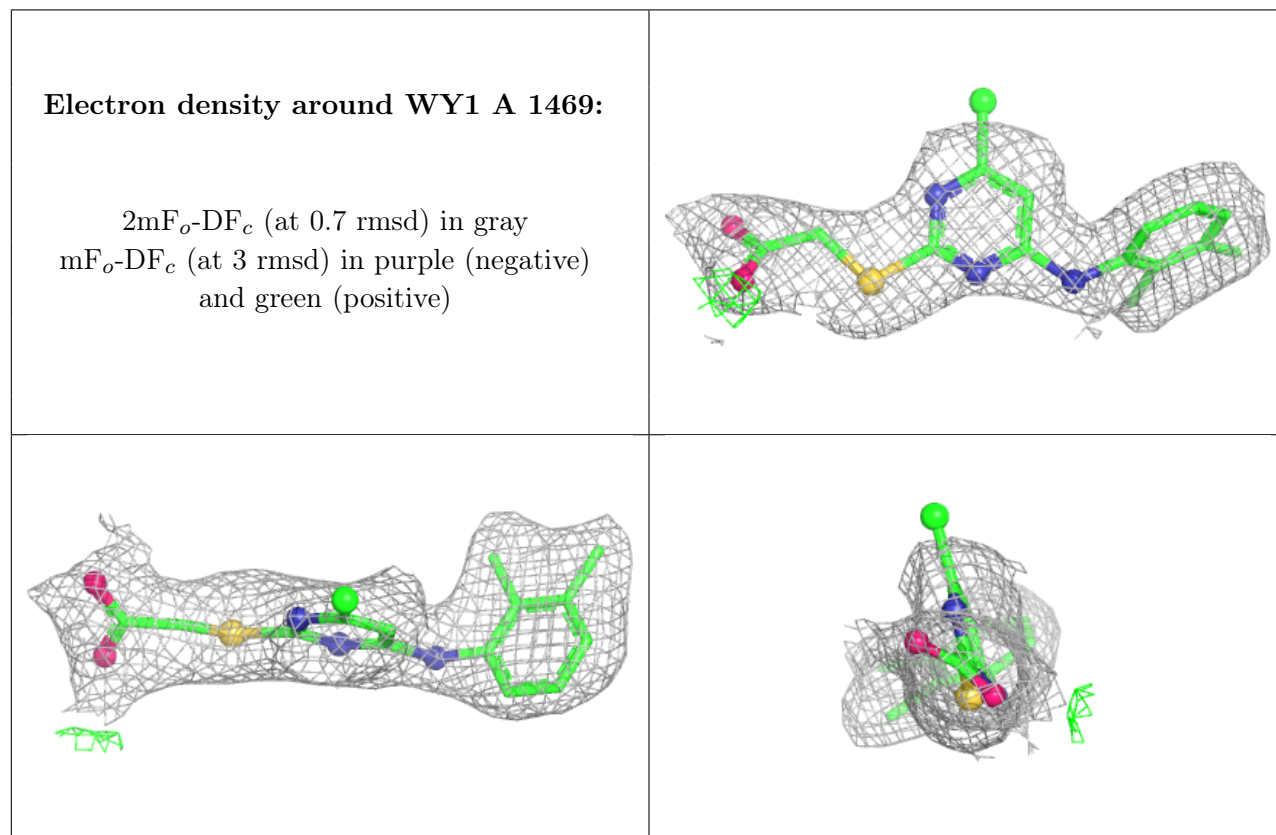 Electron density around WY1 A 1469:
2mFo-DFc (at 0.7 rmsd) in gray
mFo-DFc (at 3 rmsd) in purple (negative)
and green (positive)